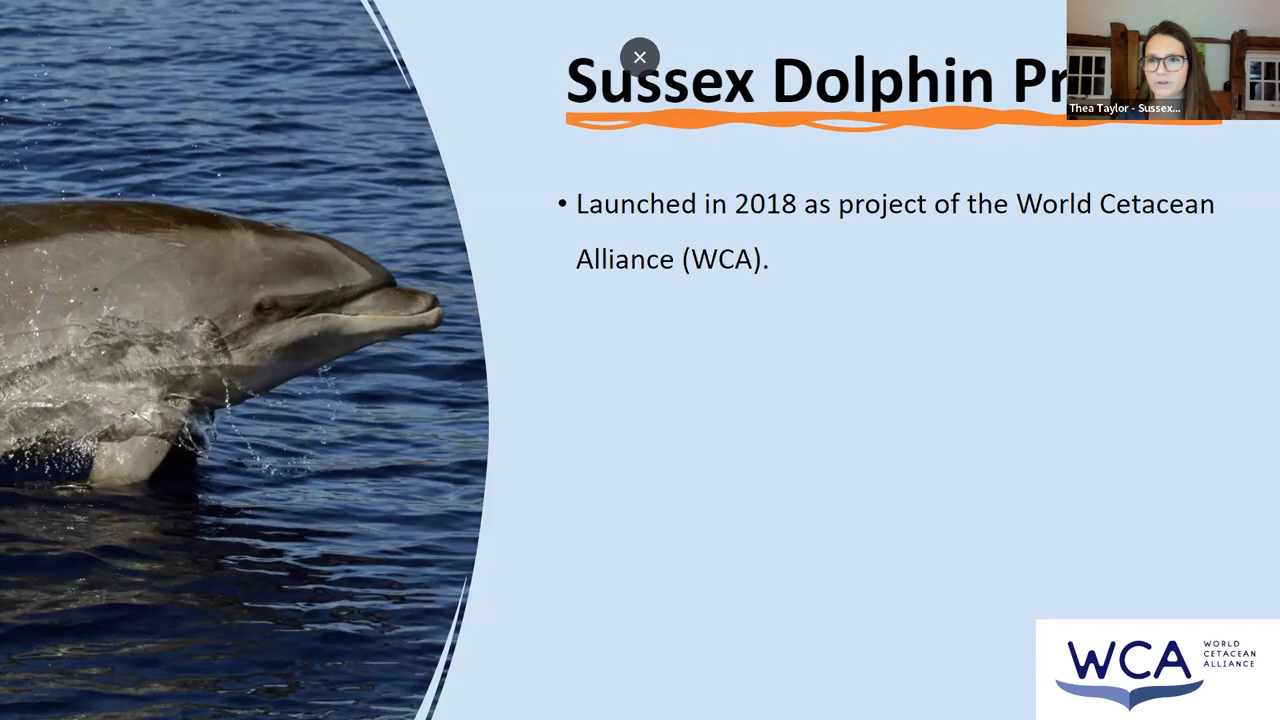 Sussex Dolphin Pr
Thea Taylor - Sussex...
• Launched in 2018 as project of the World Cetacean
Alliance (WCA).
WCA
WORLD
CETACEAN
ALLIANCE